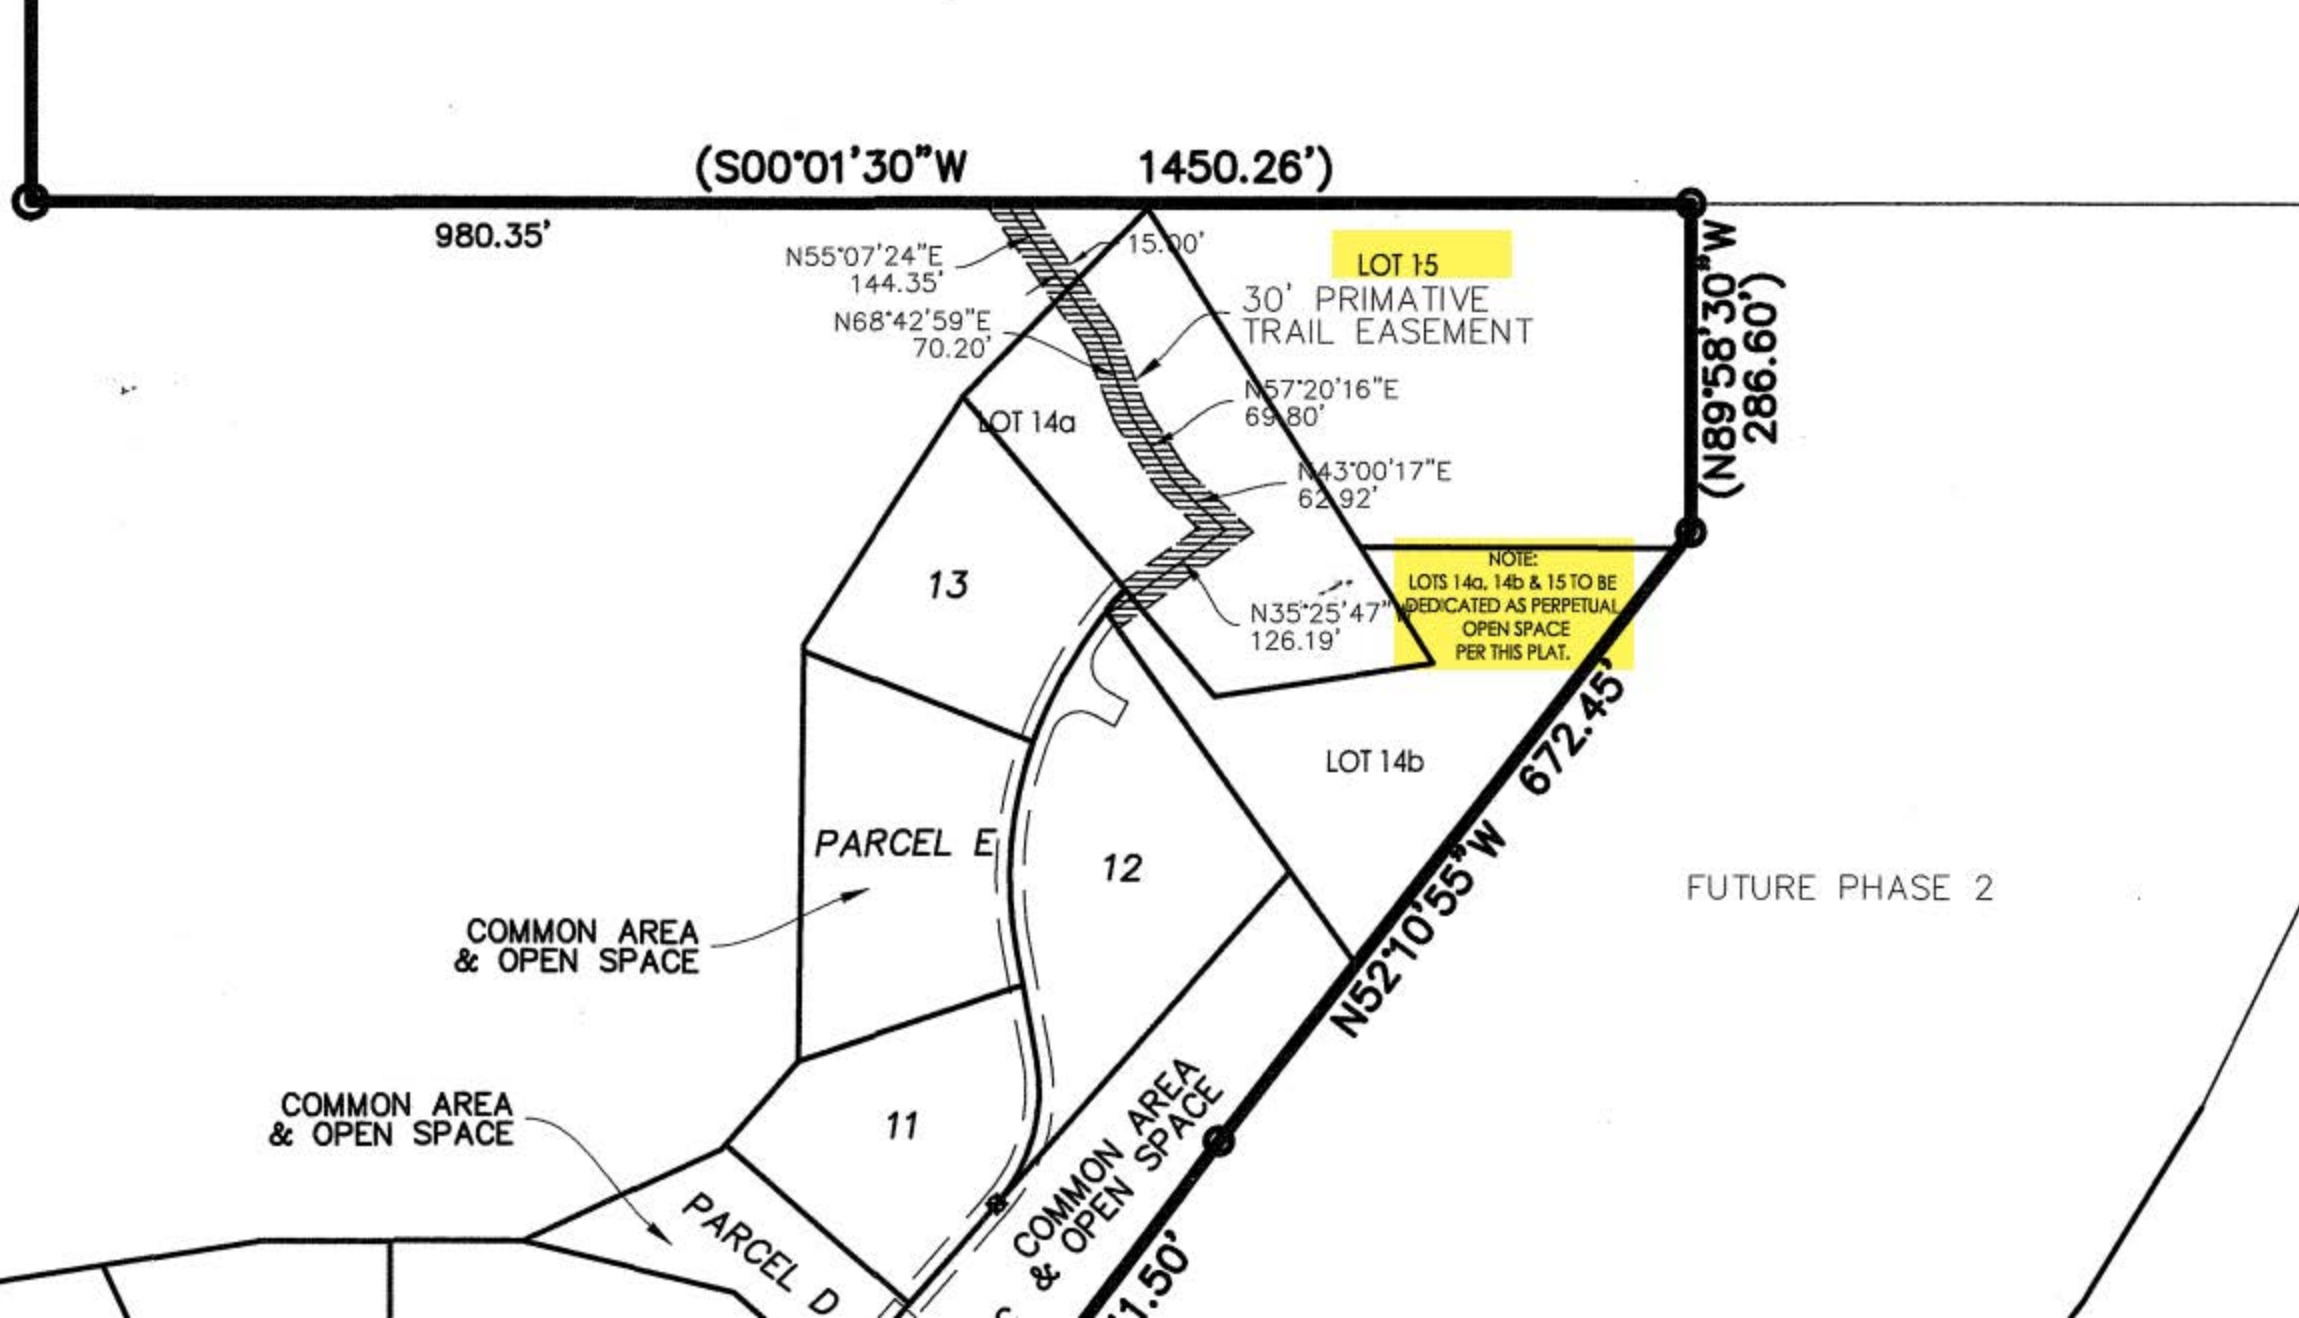 (S00°01'30"W 1450.26')
980.35'
N55°07'24"E
144.35'
15.00'
LOT 15
30' PRIMATIVE
TRAIL EASEMENT
(N89°58'30"W
286.60')
N68°42'59"E
70.20'
LOT 14a
N57°20'16"E
69.80'
N43°00'17"E
62.92'
13
N35°25'47"
126.19'
NOTE:
LOTS 14a, 14b & 15 TO BE
DEDICATED AS PERPETUAL
OPEN SPACE
PER THIS PLAT.
LOT 14b
N52°10'55"W 672.45'
PARCEL E
12
FUTURE PHASE 2
COMMON AREA
& OPEN SPACE
COMMON AREA
& OPEN SPACE
11
COMMON AREA
& OPEN SPACE
PARCEL D
1.50'